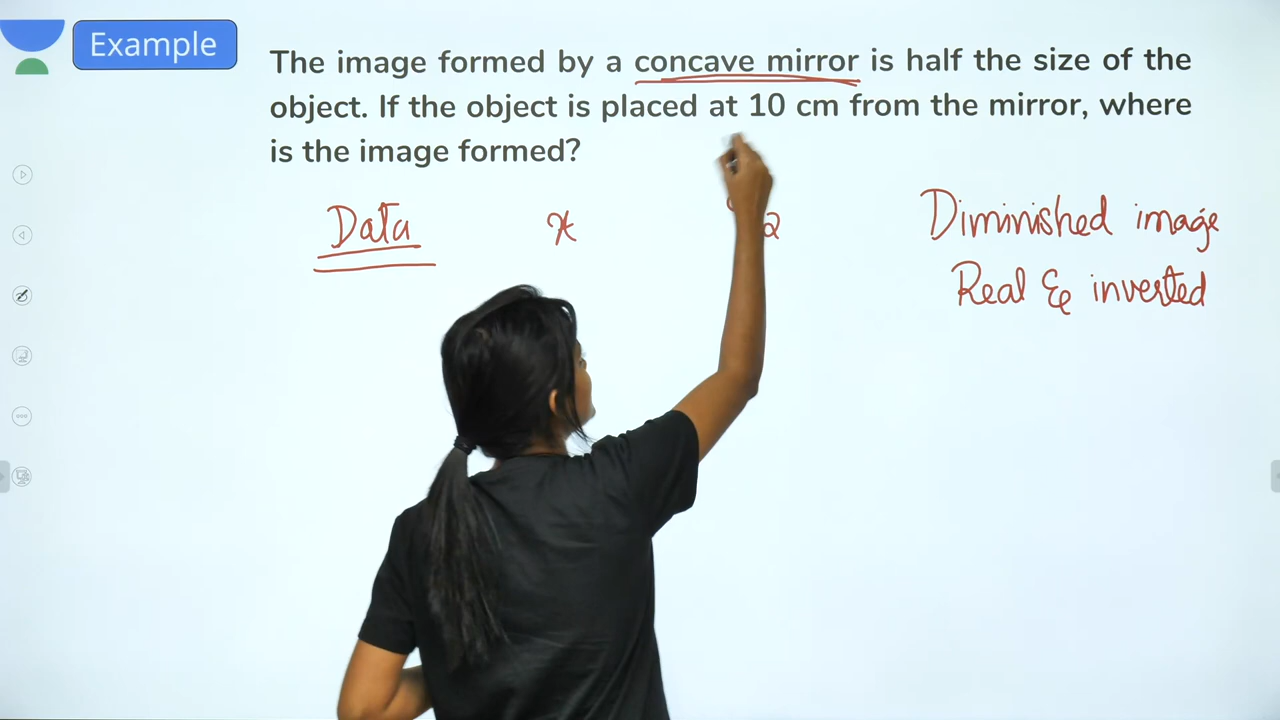 Example
The image formed by a concave mirror is half the size of the
object. If the object is placed at 10 cm from the mirror, where
is the image formed?
Data
2
Diminished image
Real & inverted